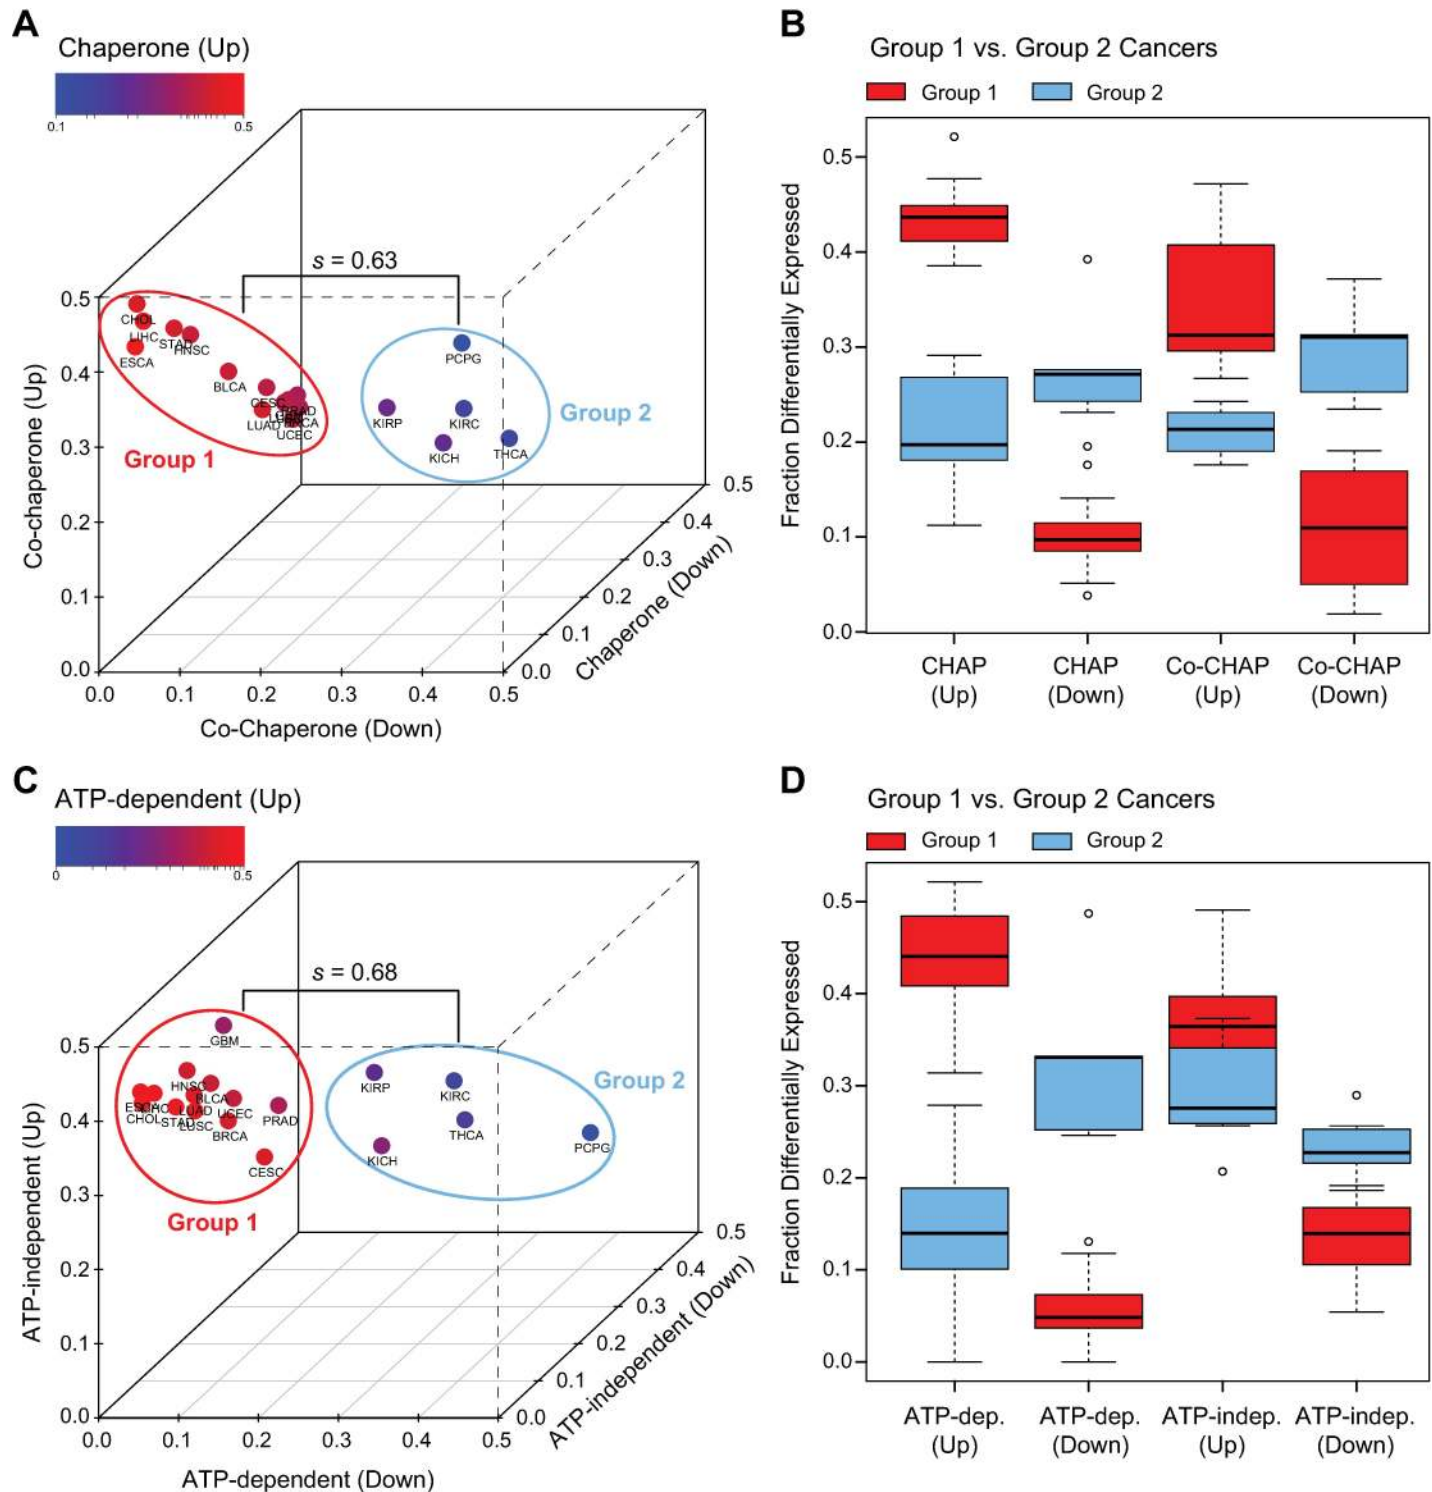 A
Chaperone (Up)
0.1 0.5
s = 0.63
0.5
0.4
0.3
0.2
0.1
0.0
Co-chaperone (Up)
CHOL
LIHC
STAD
HNSC
ESCA
BLCA
CESC
PRAD
LUAD
UCEC
Group 1
PCPG
KIRP
KIRC
KICH
THCA
Group 2
0.5
0.4
0.3
0.2
0.1
0.0
Chaperone (Down)
0.0 0.1 0.2 0.3 0.4 0.5
Co-Chaperone (Down)
B
Group 1 vs. Group 2 Cancers
Group 1 Group 2
Fraction Differentially Expressed
0.5
0.4
0.3
0.2
0.1
0.0
CHAP CHAP Co-CHAP Co-CHAP
(Up) (Down) (Up) (Down)
C
ATP-dependent (Up)
0 0.5
s = 0.68
0.5
0.4
0.3
0.2
0.1
0.0
ATP-independent (Up)
GBM
HNSC
BLCA
ESCA
CHOL
LUAD
UCEC
STAD
LUSC
BRCA
PRAD
CESC
Group 1
KIRP
KIRC
THCA
KICH
PCPG
Group 2
0.5
0.4
0.3
0.2
0.1
0.0
ATP-independent (Down)
0.0 0.1 0.2 0.3 0.4 0.5
ATP-dependent (Down)
D
Group 1 vs. Group 2 Cancers
Group 1 Group 2
Fraction Differentially Expressed
0.5
0.4
0.3
0.2
0.1
0.0
ATP-dep. ATP-dep. ATP-indep. ATP-indep.
(Up) (Down) (Up) (Down)